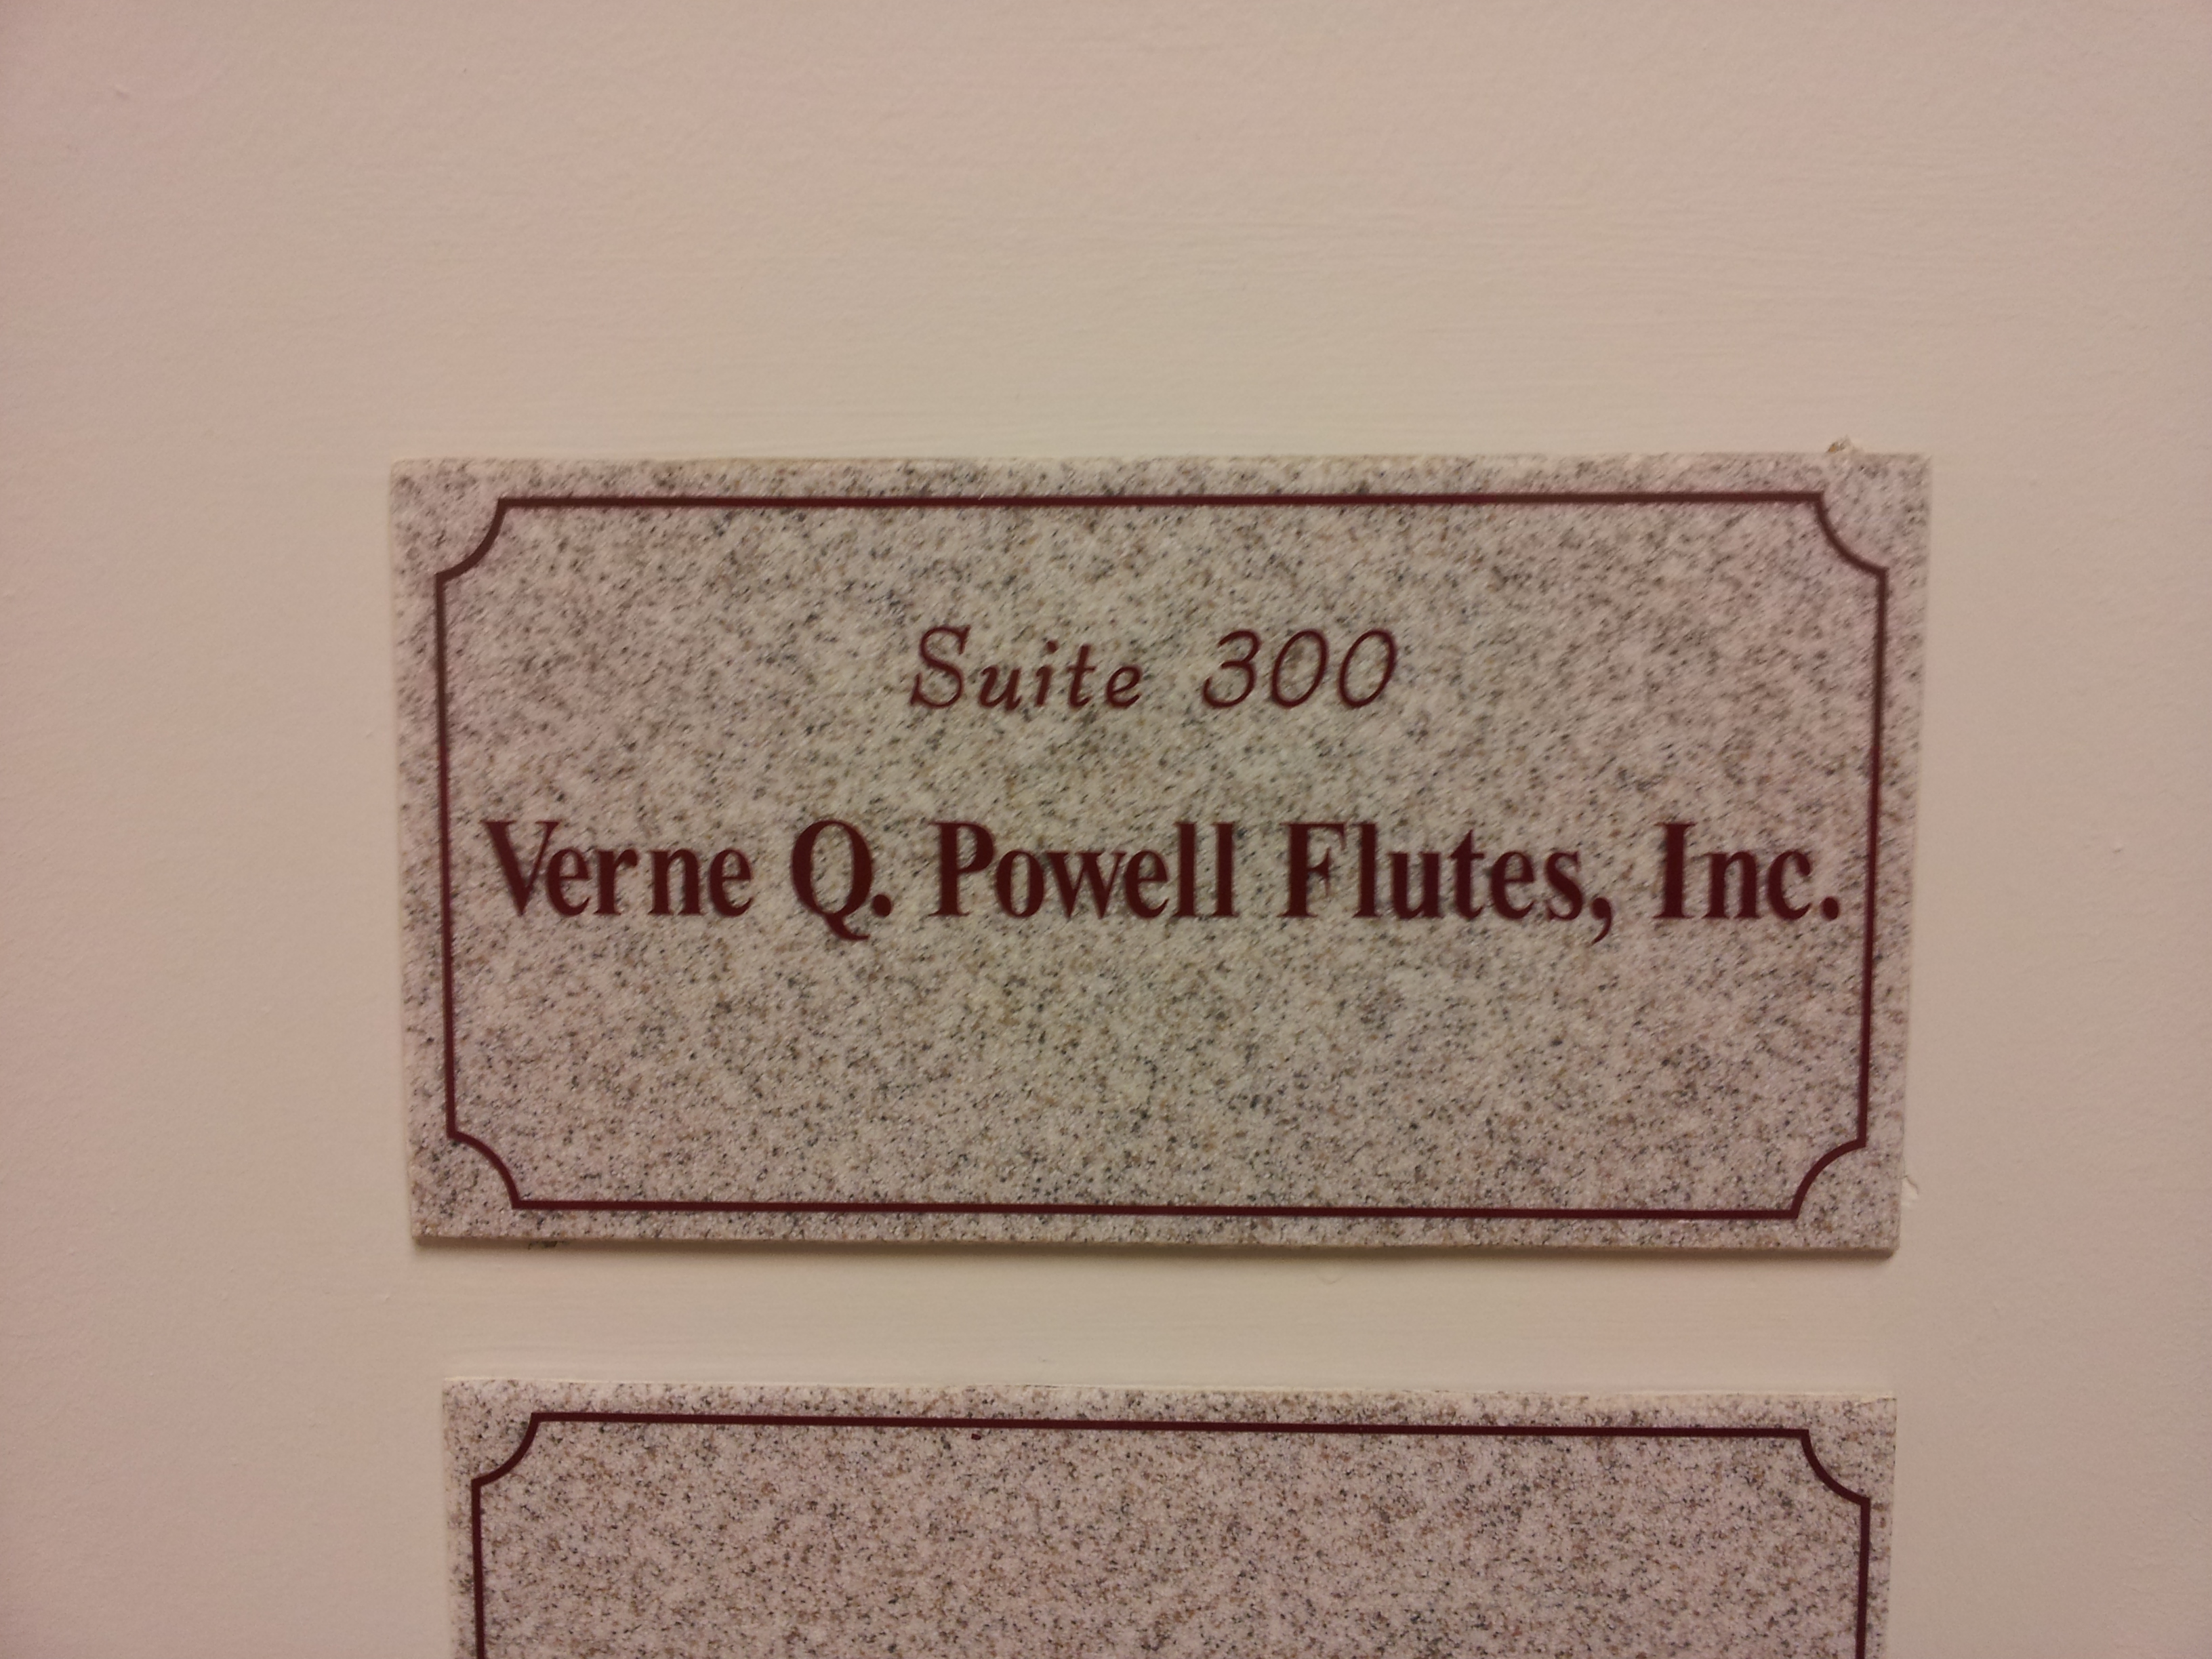 Suite 300
Verne Q. Powell Flutes, Inc.